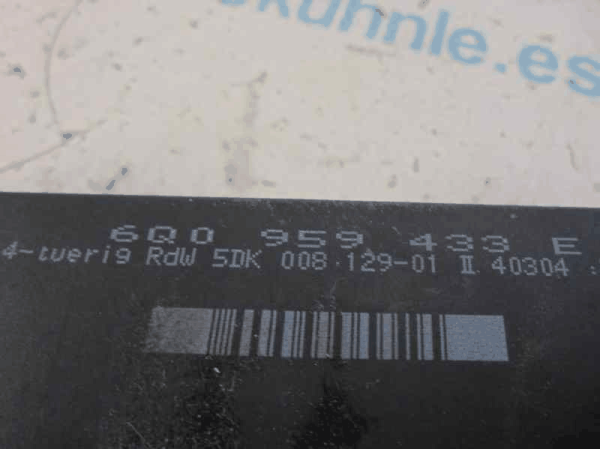 kuhnle.es
6Q0 959 433 E
4-tuerig RdW 5DK 008.129-01 II 40304